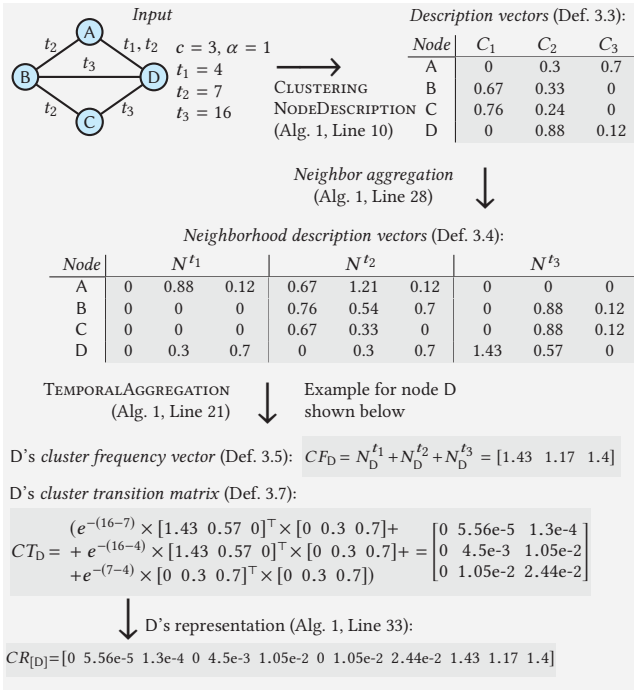 Input
A
B
D
C
t2
t1, t2
t3
t2
t3
c = 3, α = 1
t1 = 4
t2 = 7
t3 = 16
CLUSTERING
NODEDESCRIPTION
(Alg. 1, Line 10)
Description vectors (Def. 3.3):
Node C1 C2 C3
A 0 0.3 0.7
B 0.67 0.33 0
C 0.76 0.24 0
D 0 0.88 0.12
Neighbor aggregation
(Alg. 1, Line 28)
Neighborhood description vectors (Def. 3.4):
Node N^t1 N^t2 N^t3
A 0 0.88 0.12 0.67 1.21 0.12 0 0 0
B 0 0 0 0.76 0.54 0.7 0 0.88 0.12
C 0 0 0 0.67 0.33 0 0 0.88 0.12
D 0 0.3 0.7 0 0.3 0.7 1.43 0.57 0
TEMPORALAGGREGATION
(Alg. 1, Line 21)
Example for node D
shown below
D's cluster frequency vector (Def. 3.5): CF_D = N_D^t1 + N_D^t2 + N_D^t3 = [1.43 1.17 1.4]
D's cluster transition matrix (Def. 3.7):
(e^−(16−7) × [1.43 0.57 0]^⊤ × [0 0.3 0.7]+
CT_D = + e^−(16−4) × [1.43 0.57 0]^⊤ × [0 0.3 0.7]+ =
+e^−(7−4) × [0 0.3 0.7]^⊤ × [0 0.3 0.7])
[0 5.56e-5 1.3e-4
0 4.5e-3 1.05e-2
0 1.05e-2 2.44e-2]
D's representation (Alg. 1, Line 33):
CR_[D]=[0 5.56e-5 1.3e-4 0 4.5e-3 1.05e-2 0 1.05e-2 2.44e-2 1.43 1.17 1.4]